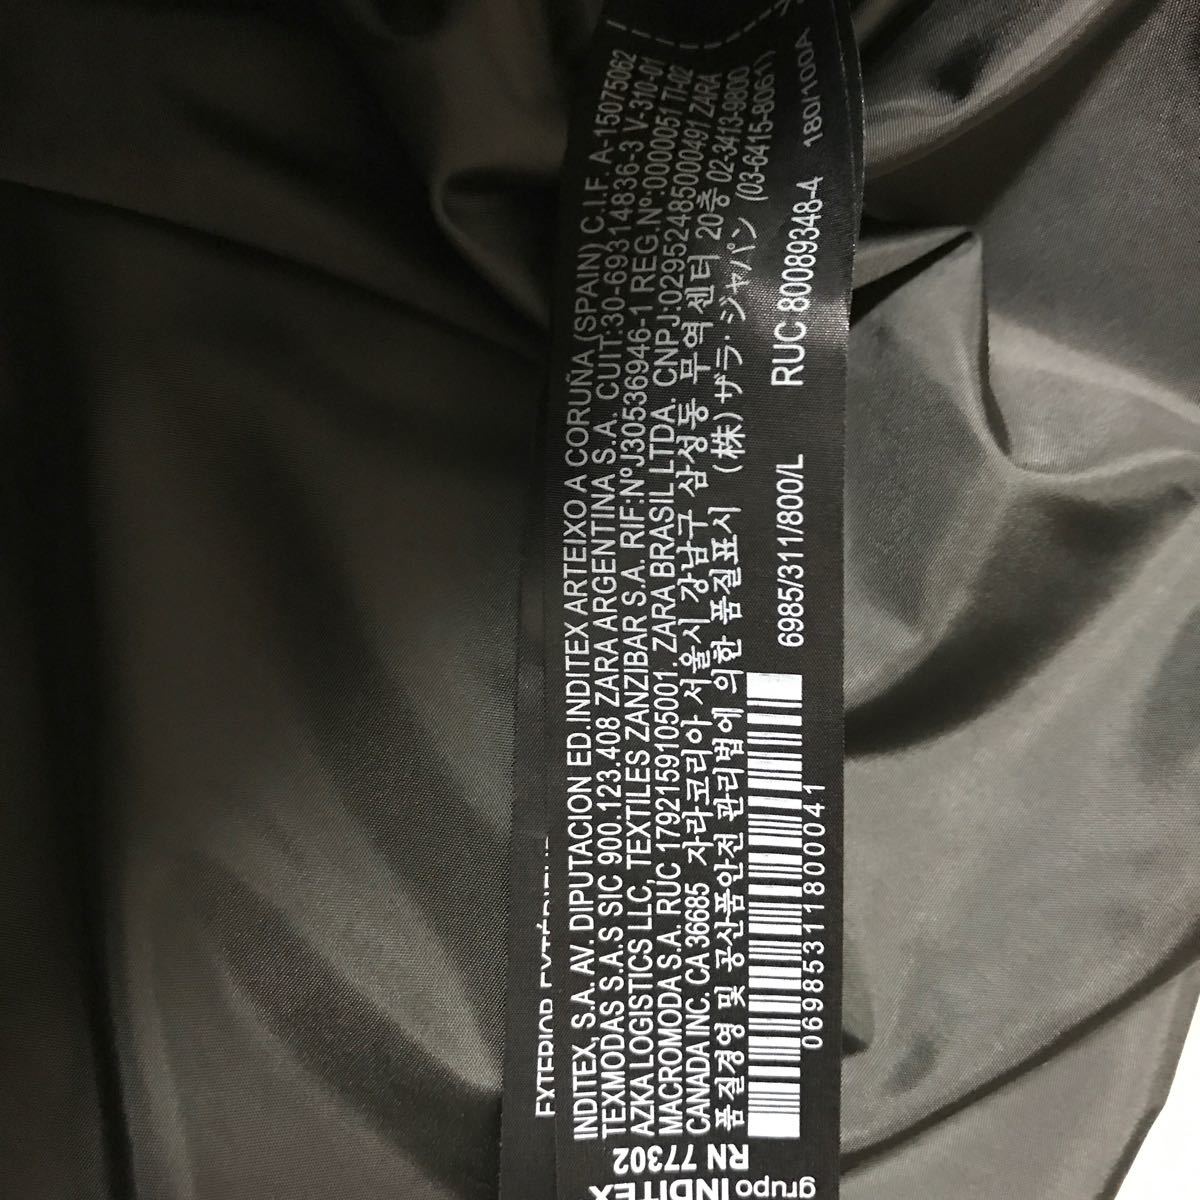 INDITEX, S.A. AV. DIPUTACION ED.INDITEX ARTEIXO A CORUÑA (SPAIN) C.I.F. A-15075062
TEXMODAS S.A.S SIC 900.123.408 ZARA ARGENTINA S.A. CUIT:30-69314836-3 V-310-01
AZKA LOGISTICS LLC, TEXTILES ZANZIBAR S.A. RIF:NºJ30536946-1 REG.Nº:0000051 TI-02
MACROMODA S.A. RUC 1792159105001. ZARA BRASIL LTDA. CNPJ:02952485000491 ZARA
CANADA INC. CA 36685 자라코리아 서울시 강남구 삼성동 무역센터 20층 02-3413-9800
품질경영 및 공산품안전 관리법에 의한 품질표시 (株)ザラ・ジャパン (03-6415-8061)
6985/311/800/L RUC 80089348-4 180/100A
06985311800041
RN 77302
grupo INDITEX